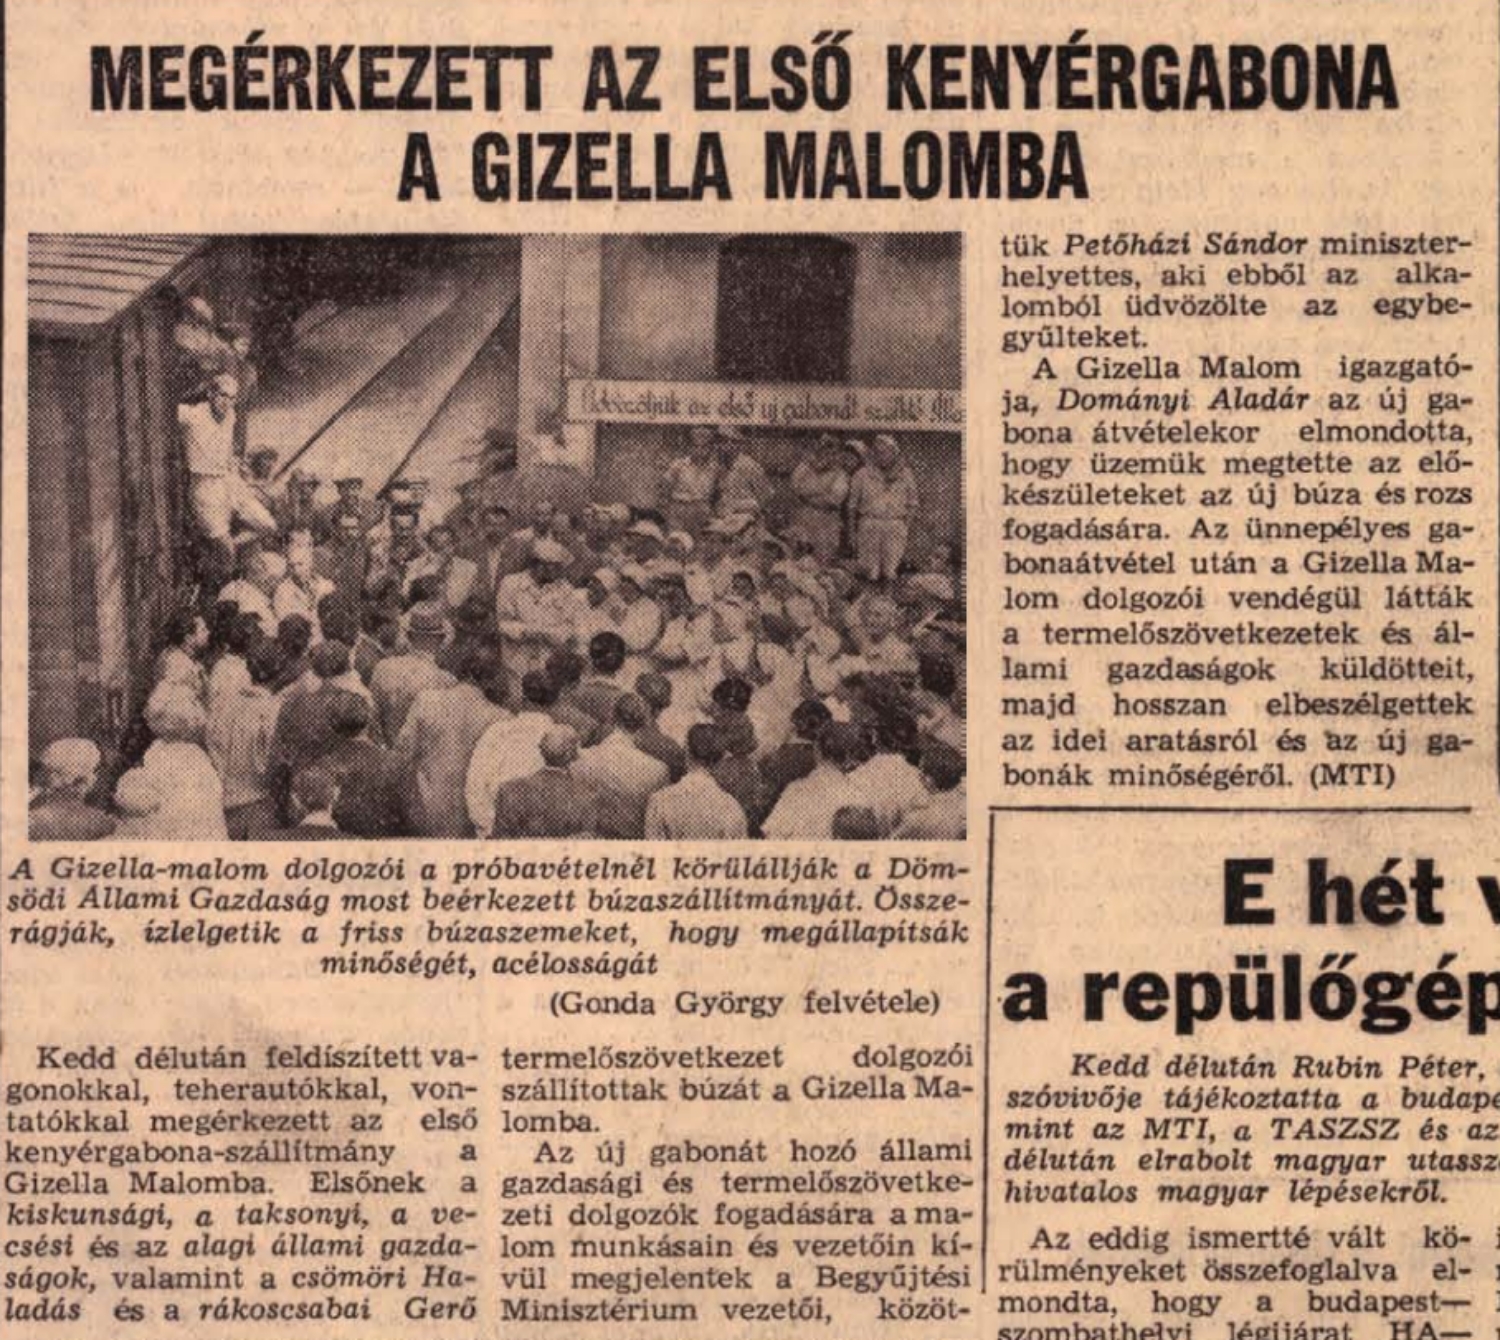 MEGÉRKEZETT AZ ELSŐ KENYÉRGABONA
A GIZELLA MALOMBA
Üdvözöljük az első uj gabonát szállító Álla
A Gizella-malom dolgozói a próbavételnél körülállják a Döm-
södi Állami Gazdaság most beérkezett búzaszállítmányát. Össze-
rágják, ízlelgetik a friss búzaszemeket, hogy megállapítsák
minőségét, acélosságát
(Gonda György felvétele)
Kedd délután feldíszített va-
gonokkal, teherautókkal, von-
tatókkal megérkezett az első
kenyérgabona-szállítmány a
Gizella Malomba. Elsőnek a
kiskunsági, a taksonyi, a ve-
csési és az alagi állami gazda-
ságok, valamint a csömöri Ha-
ladás és a rákoscsabai Gerő
termelőszövetkezet dolgozói
szállítottak búzát a Gizella Ma-
lomba.
Az új gabonát hozó állami
gazdasági és termelőszövetke-
zeti dolgozók fogadására a ma-
lom munkásain és vezetőin kí-
vül megjelentek a Begyűjtési
Minisztérium vezetői, közöt-
tük Petőházi Sándor miniszter-
helyettes, aki ebből az alka-
lomból üdvözölte az egybe-
gyűlteket.
A Gizella Malom igazgató-
ja, Dományi Aladár az új ga-
bona átvételekor elmondotta,
hogy üzemük megtette az elő-
készületeket az új búza és rozs
fogadására. Az ünnepélyes ga-
bonaátvétel után a Gizella Ma-
lom dolgozói vendégül látták
a termelőszövetkezetek és ál-
lami gazdaságok küldötteit,
majd hosszan elbeszélgettek
az idei aratásról és az új ga-
bonák minőségéről. (MTI)
E hét
a repülőgép
Kedd délután Rubin Péter,
szóvivője tájékoztatta a budape
mint az MTI, a TASZSZ és az
délután elrabolt magyar utassz
hivatalos magyar lépésekről.
Az eddig ismertté vált kö-
rülményeket összefoglalva el-
mondta, hogy a budapest—
szombathelyi légijárat HA—